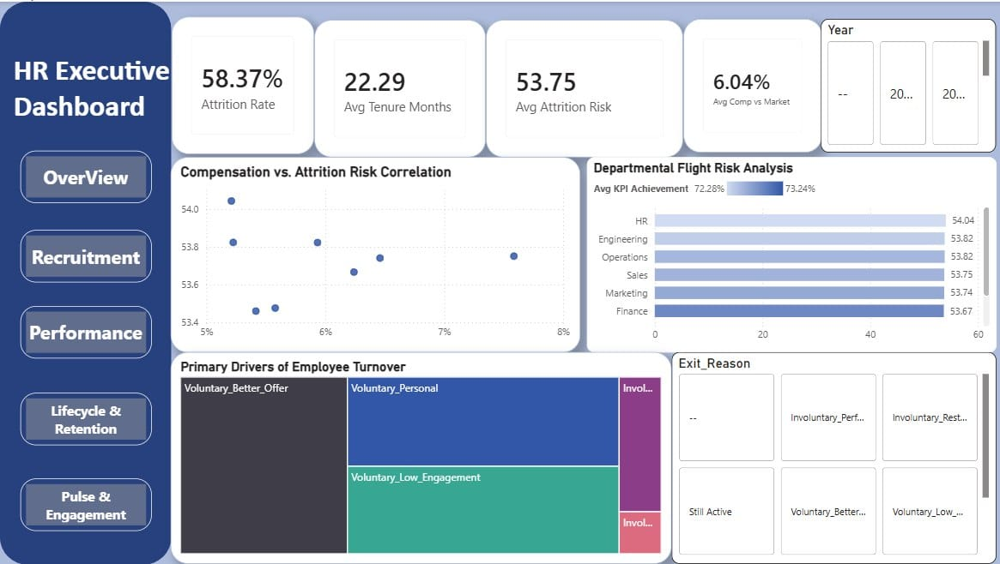 HR Executive
Dashboard
OverView
Recruitment
Performance
Lifecycle &
Retention
Pulse &
Engagement
58.37%
Attrition Rate
22.29
Avg Tenure Months
53.75
Avg Attrition Risk
6.04%
Avg Comp vs Market
Year
--
20...
20...
Compensation vs. Attrition Risk Correlation
54.0
53.8
53.6
53.4
5%
6%
7%
8%
Departmental Flight Risk Analysis
Avg KPI Achievement 72.28% 73.24%
HR 54.04
Engineering 53.82
Operations 53.82
Sales 53.75
Marketing 53.74
Finance 53.67
0
20
40
60
Primary Drivers of Employee Turnover
Voluntary_Better_Offer
Voluntary_Personal
Invol...
Voluntary_Low_Engagement
Invol...
Exit_Reason
--
Involuntary_Perf...
Involuntary_Rest...
Still Active
Voluntary_Better...
Voluntary_Low_...